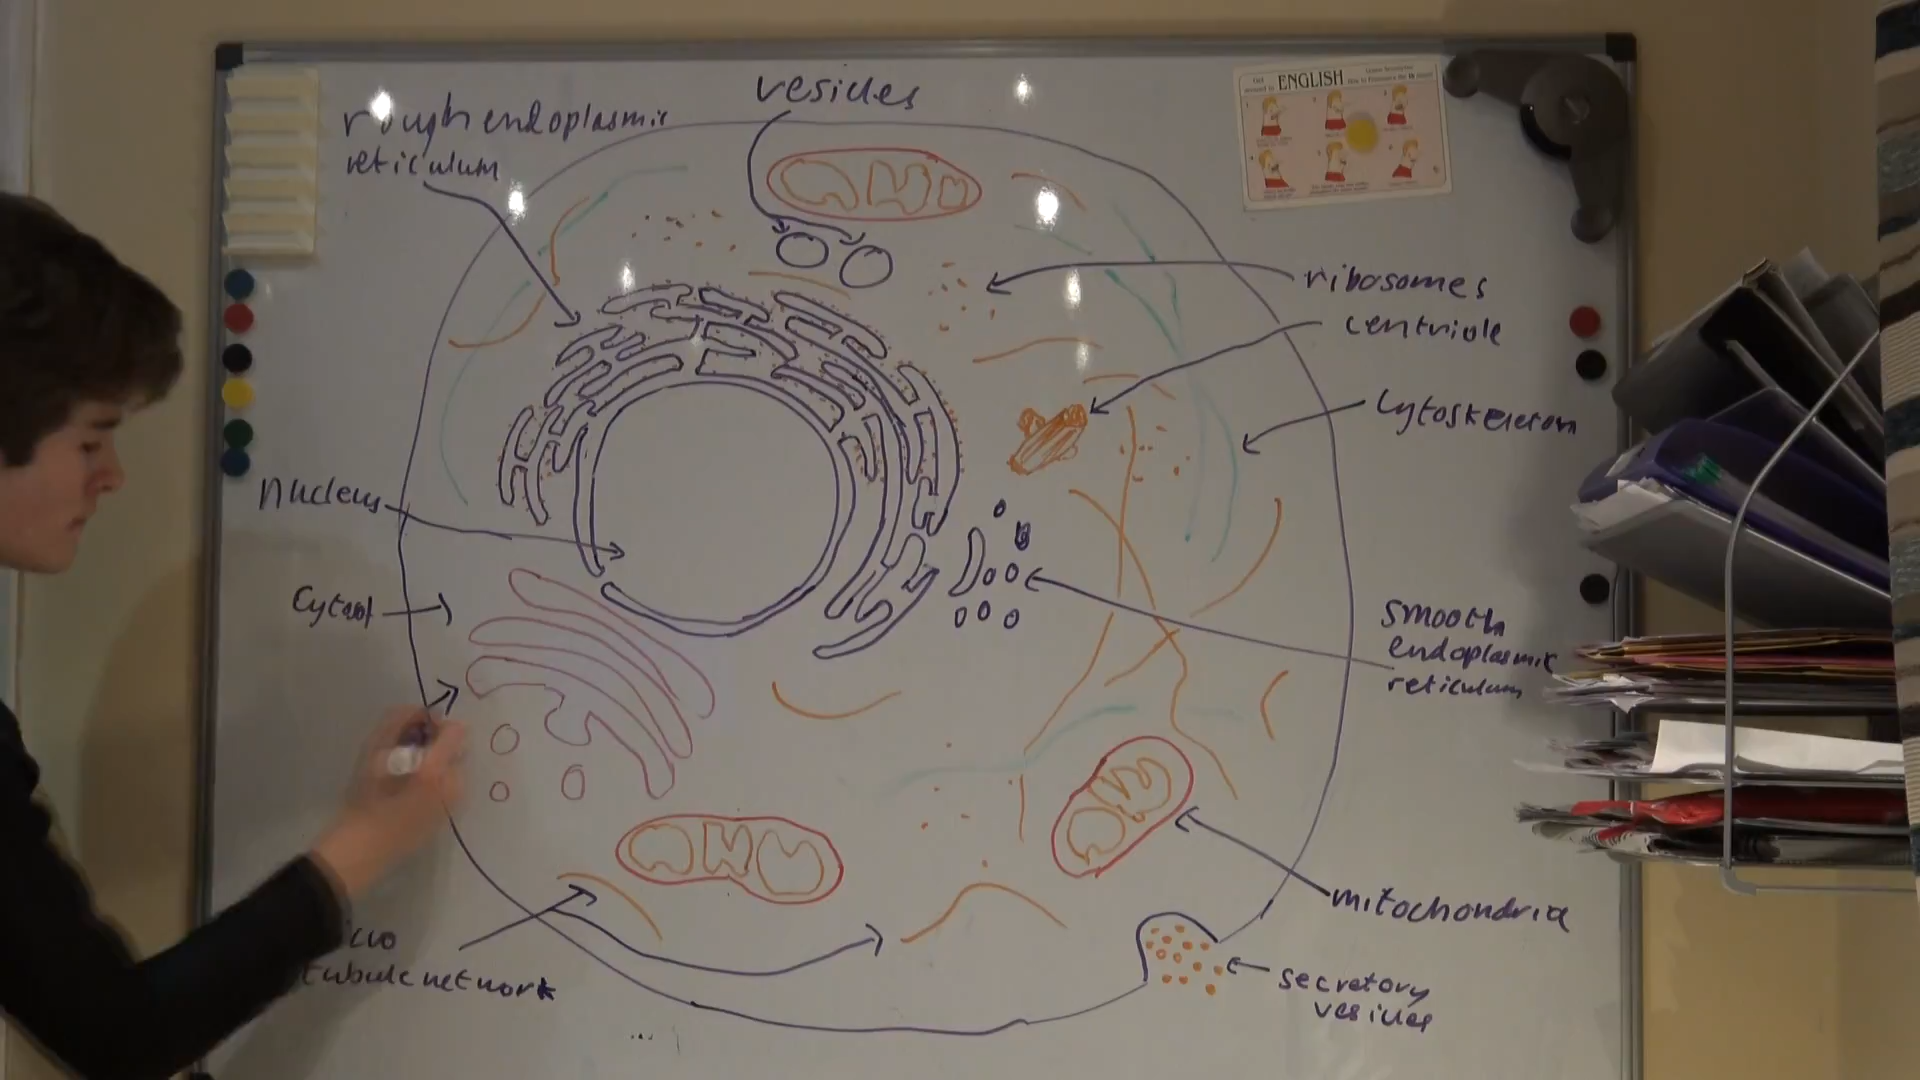 vesicles
rough endoplasmic
reticulum
ENGLISH
ribosomes
centriole
cytoskeleton
nucleus
cytosol
smooth
endoplasmic
reticulum
mitochondria
tubule network
secretory
vesicles